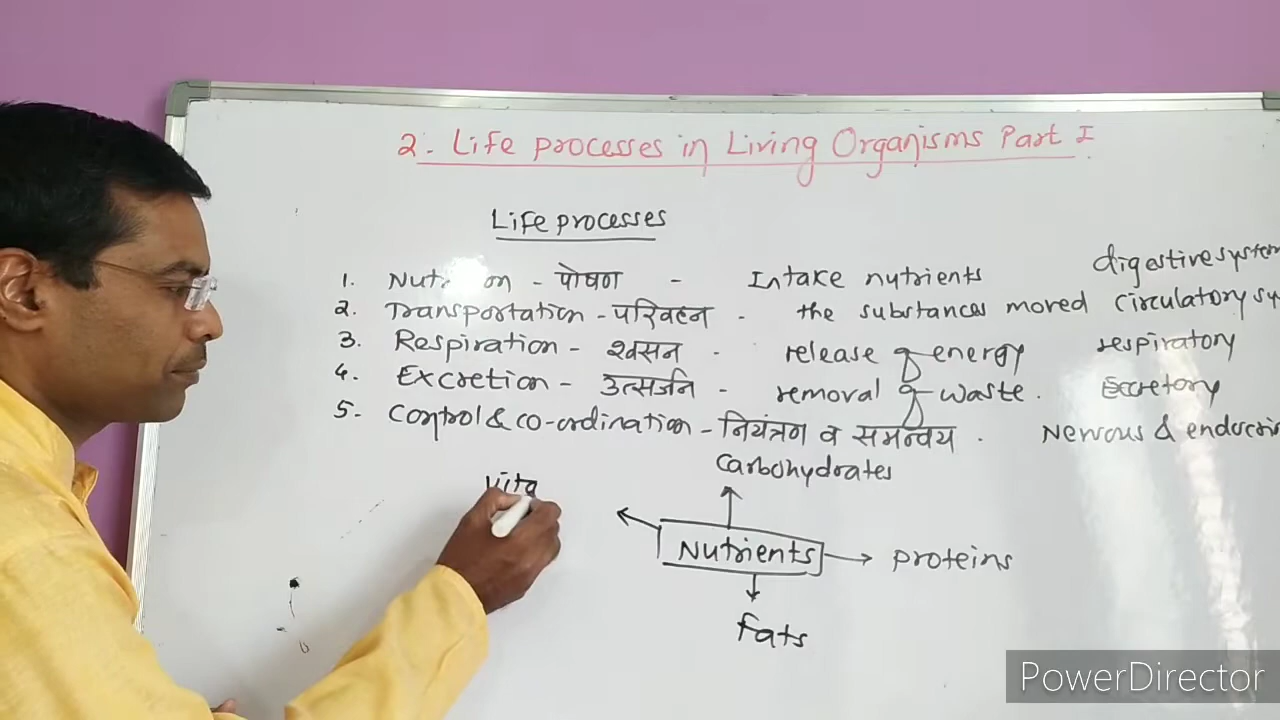 2. Life processes in Living Organisms Part I
Life processes
1. Nutr on - पोषण - Intake nutrients digestive system
2. Transportation - परिवहन - the substances moved circulatory sy
3. Respiration - श्वसन - release of energy respiratory
4. Excretion - उत्सर्जन - removal of waste. Excretory
5. Control & co-ordination - नियंत्रण व समन्वय. Nervous & endocrin
Carbohydrates
Vita
Nutrients
proteins
fats
PowerDirector